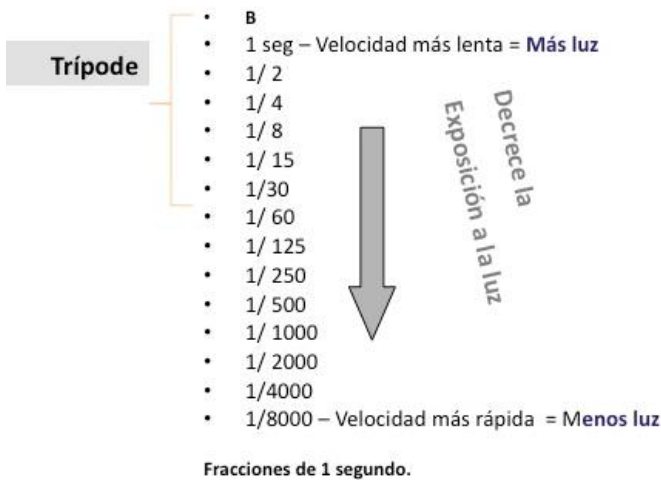 Trípode
• B
• 1 seg – Velocidad más lenta = Más luz
• 1/ 2
• 1/ 4
• 1/ 8
• 1/ 15
• 1/30
• 1/ 60
• 1/ 125
• 1/ 250
• 1/ 500
• 1/ 1000
• 1/ 2000
• 1/4000
• 1/8000 – Velocidad más rápida = Menos luz
Decrece la
Exposición a la luz
Fracciones de 1 segundo.